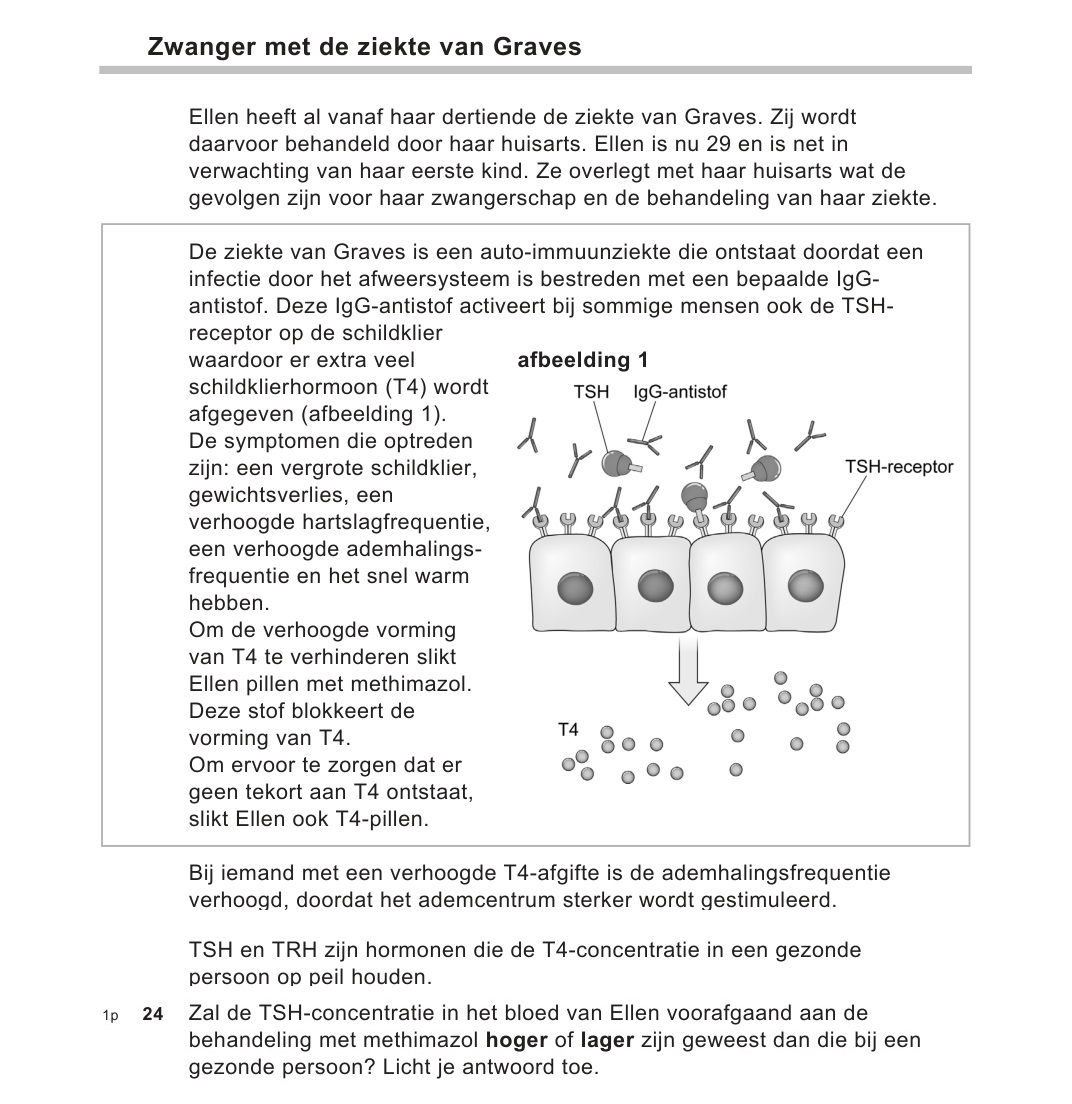 Zwanger met de ziekte van Graves
Ellen heeft al vanaf haar dertiende de ziekte van Graves. Zij wordt
daarvoor behandeld door haar huisarts. Ellen is nu 29 en is net in
verwachting van haar eerste kind. Ze overlegt met haar huisarts wat de
gevolgen zijn voor haar zwangerschap en de behandeling van haar ziekte.
De ziekte van Graves is een auto-immuunziekte die ontstaat doordat een
infectie door het afweersysteem is bestreden met een bepaalde IgG-
antistof. Deze IgG-antistof activeert bij sommige mensen ook de TSH-
receptor op de schildklier
waardoor er extra veel
schildklierhormoon (T4) wordt
afgegeven (afbeelding 1).
De symptomen die optreden
zijn: een vergrote schildklier,
gewichtsverlies, een
verhoogde hartslagfrequentie,
een verhoogde ademhalings-
frequentie en het snel warm
hebben.
Om de verhoogde vorming
van T4 te verhinderen slikt
Ellen pillen met methimazol.
Deze stof blokkeert de
vorming van T4.
Om ervoor te zorgen dat er
geen tekort aan T4 ontstaat,
slikt Ellen ook T4-pillen.
afbeelding 1
TSH IgG-antistof
TSH-receptor
T4
Bij iemand met een verhoogde T4-afgifte is de ademhalingsfrequentie
verhoogd, doordat het ademcentrum sterker wordt gestimuleerd.
TSH en TRH zijn hormonen die de T4-concentratie in een gezonde
persoon op peil houden.
1p 24 Zal de TSH-concentratie in het bloed van Ellen voorafgaand aan de
behandeling met methimazol hoger of lager zijn geweest dan die bij een
gezonde persoon? Licht je antwoord toe.